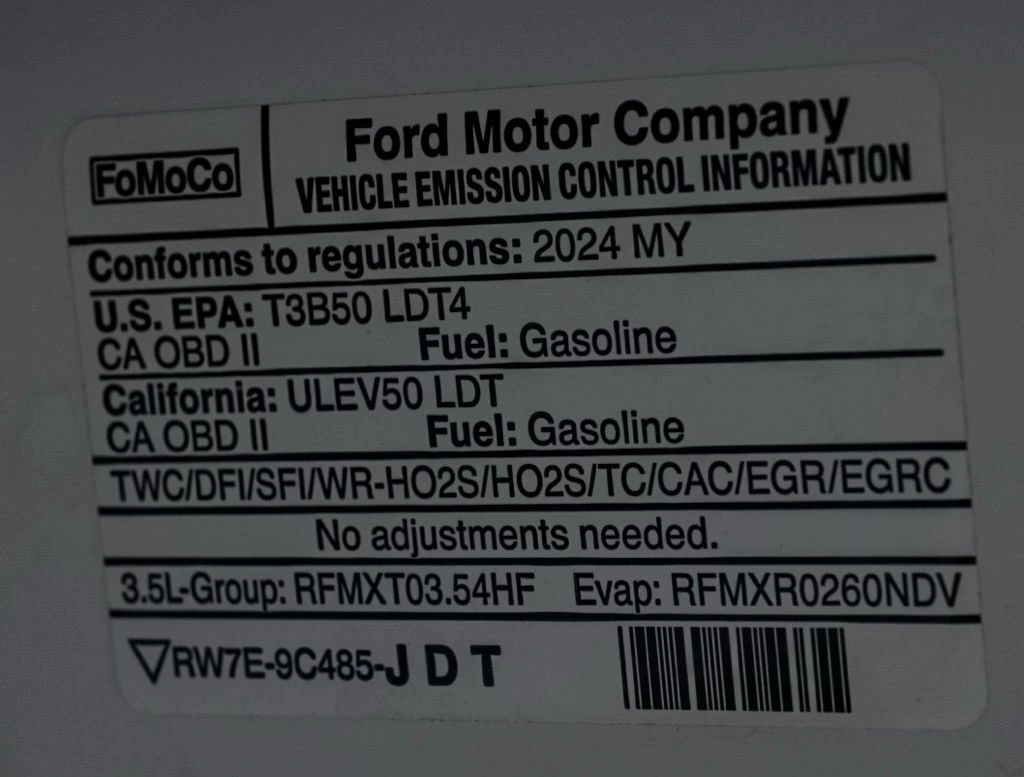 FoMoCo
Ford Motor Company
VEHICLE EMISSION CONTROL INFORMATION
Conforms to regulations: 2024 MY
U.S. EPA: T3B50 LDT4
CA OBD II Fuel: Gasoline
California: ULEV50 LDT
CA OBD II Fuel: Gasoline
TWC/DFI/SFI/WR-HO2S/HO2S/TC/CAC/EGR/EGRC
No adjustments needed.
3.5L-Group: RFMXT03.54HF Evap: RFMXR0260NDV
RW7E-9C485-JDT